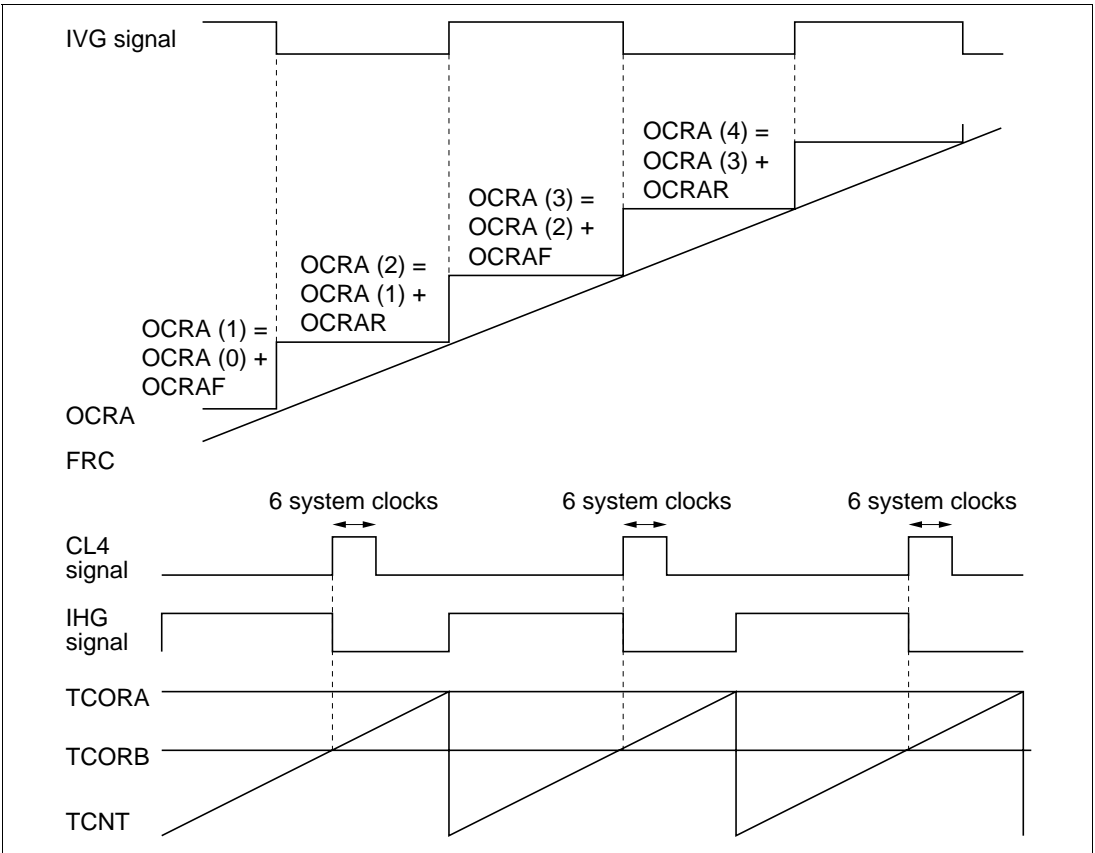 IVG signal
OCRA (4) =
OCRA (3) +
OCRAR
OCRA (3) =
OCRA (2) +
OCRAF
OCRA (2) =
OCRA (1) +
OCRAR
OCRA (1) =
OCRA (0) +
OCRAF
OCRA
FRC
6 system clocks 6 system clocks 6 system clocks
CL4
signal
IHG
signal
TCORA
TCORB
TCNT